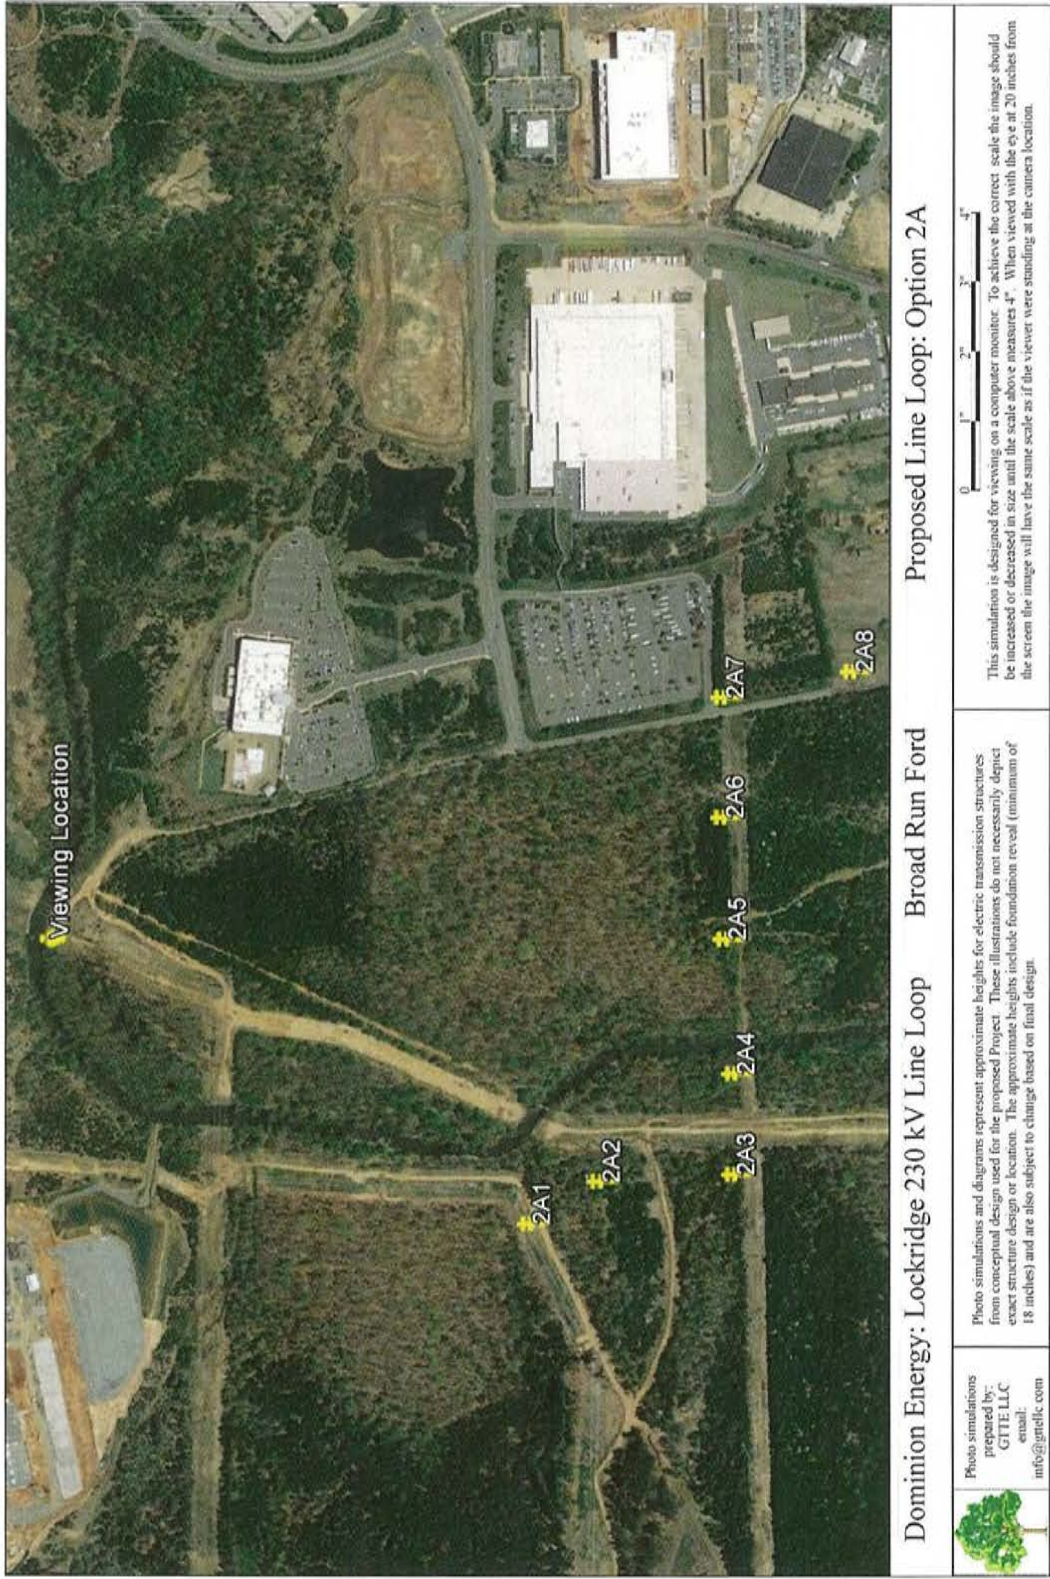 Viewing Location
2A1
2A2
2A3
2A4
2A5
2A6
2A7
2A8
Dominion Energy: Lockridge 230 kV Line Loop
Broad Run Ford
Proposed Line Loop: Option 2A
Photo simulations
prepared by:
GTTE LLC
email:
info@gttellc.com
Photo simulations and diagrams represent approximate heights for electric transmission structures
from conceptual design used for the proposed Project. These illustrations do not necessarily depict
exact structure design or location. The approximate heights include foundation reveal (minimum of
18 inches) and are also subject to change based on final design.
0 1" 2" 3" 4"
This simulation is designed for viewing on a computer monitor. To achieve the correct scale the image should
be increased or decreased in size until the scale above measures 4". When viewed with the eye at 20 inches from
the screen the image will have the same scale as if the viewer were standing at the camera location.